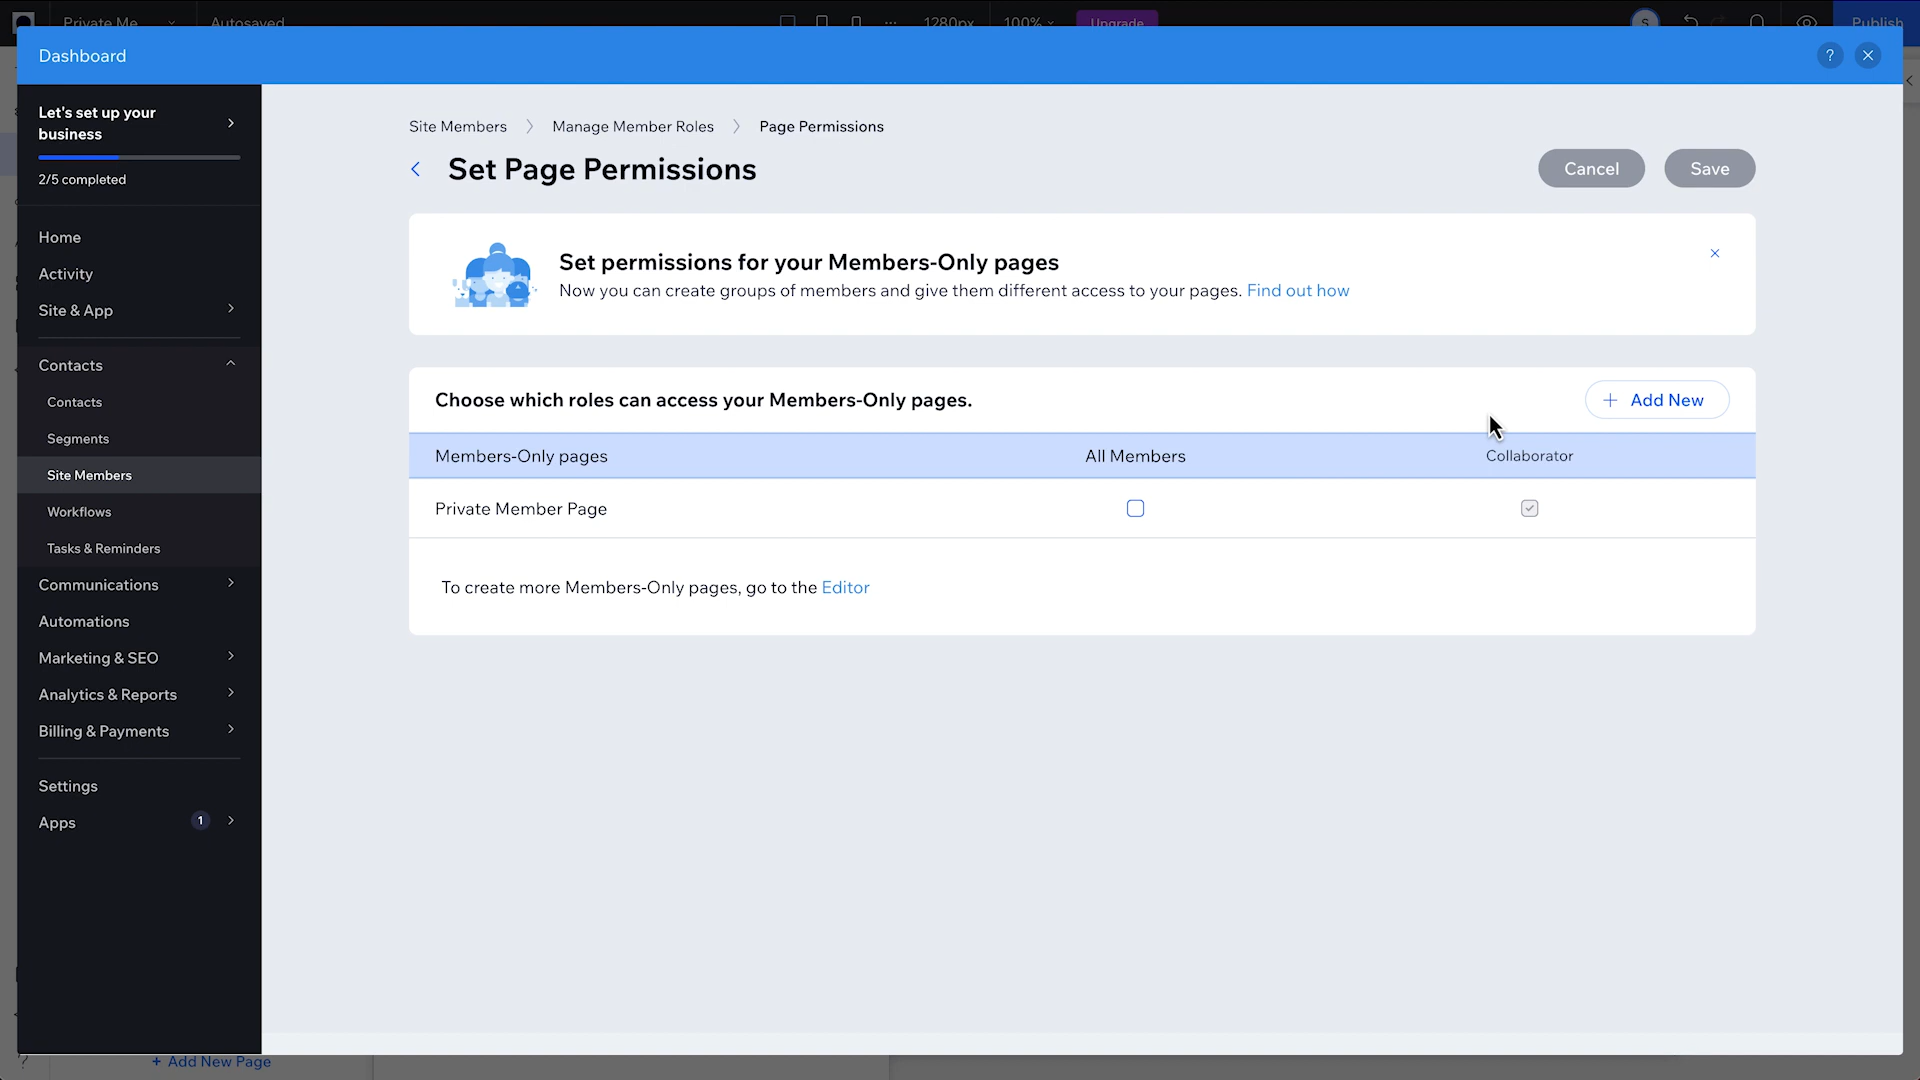 Private Me
Autosaved
1280px
100%
Upgrade
S
Publish
Dashboard
?
Let's set up your
business
2/5 completed
Home
Activity
Site & App
Contacts
Contacts
Segments
Site Members
Workflows
Tasks & Reminders
Communications
Automations
Marketing & SEO
Analytics & Reports
Billing & Payments
Settings
Apps
1
Site Members
Manage Member Roles
Page Permissions
Set Page Permissions
Cancel
Save
Set permissions for your Members-Only pages
Now you can create groups of members and give them different access to your pages. Find out how
Choose which roles can access your Members-Only pages.
+ Add New
Members-Only pages
All Members
Collaborator
Private Member Page
To create more Members-Only pages, go to the Editor
?
+ Add New Page